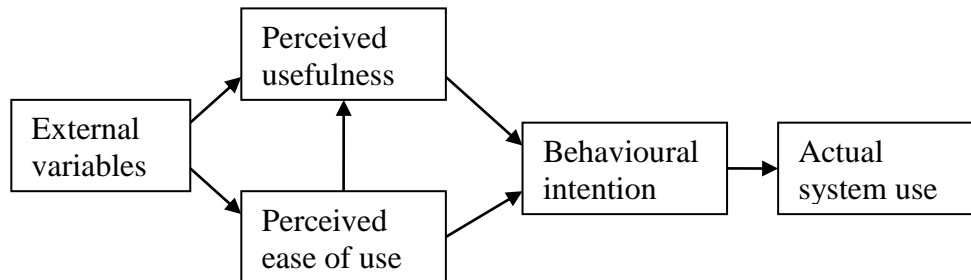 Perceived
usefulness
External
variables
Perceived
ease of use
Behavioural
intention
Actual
system use